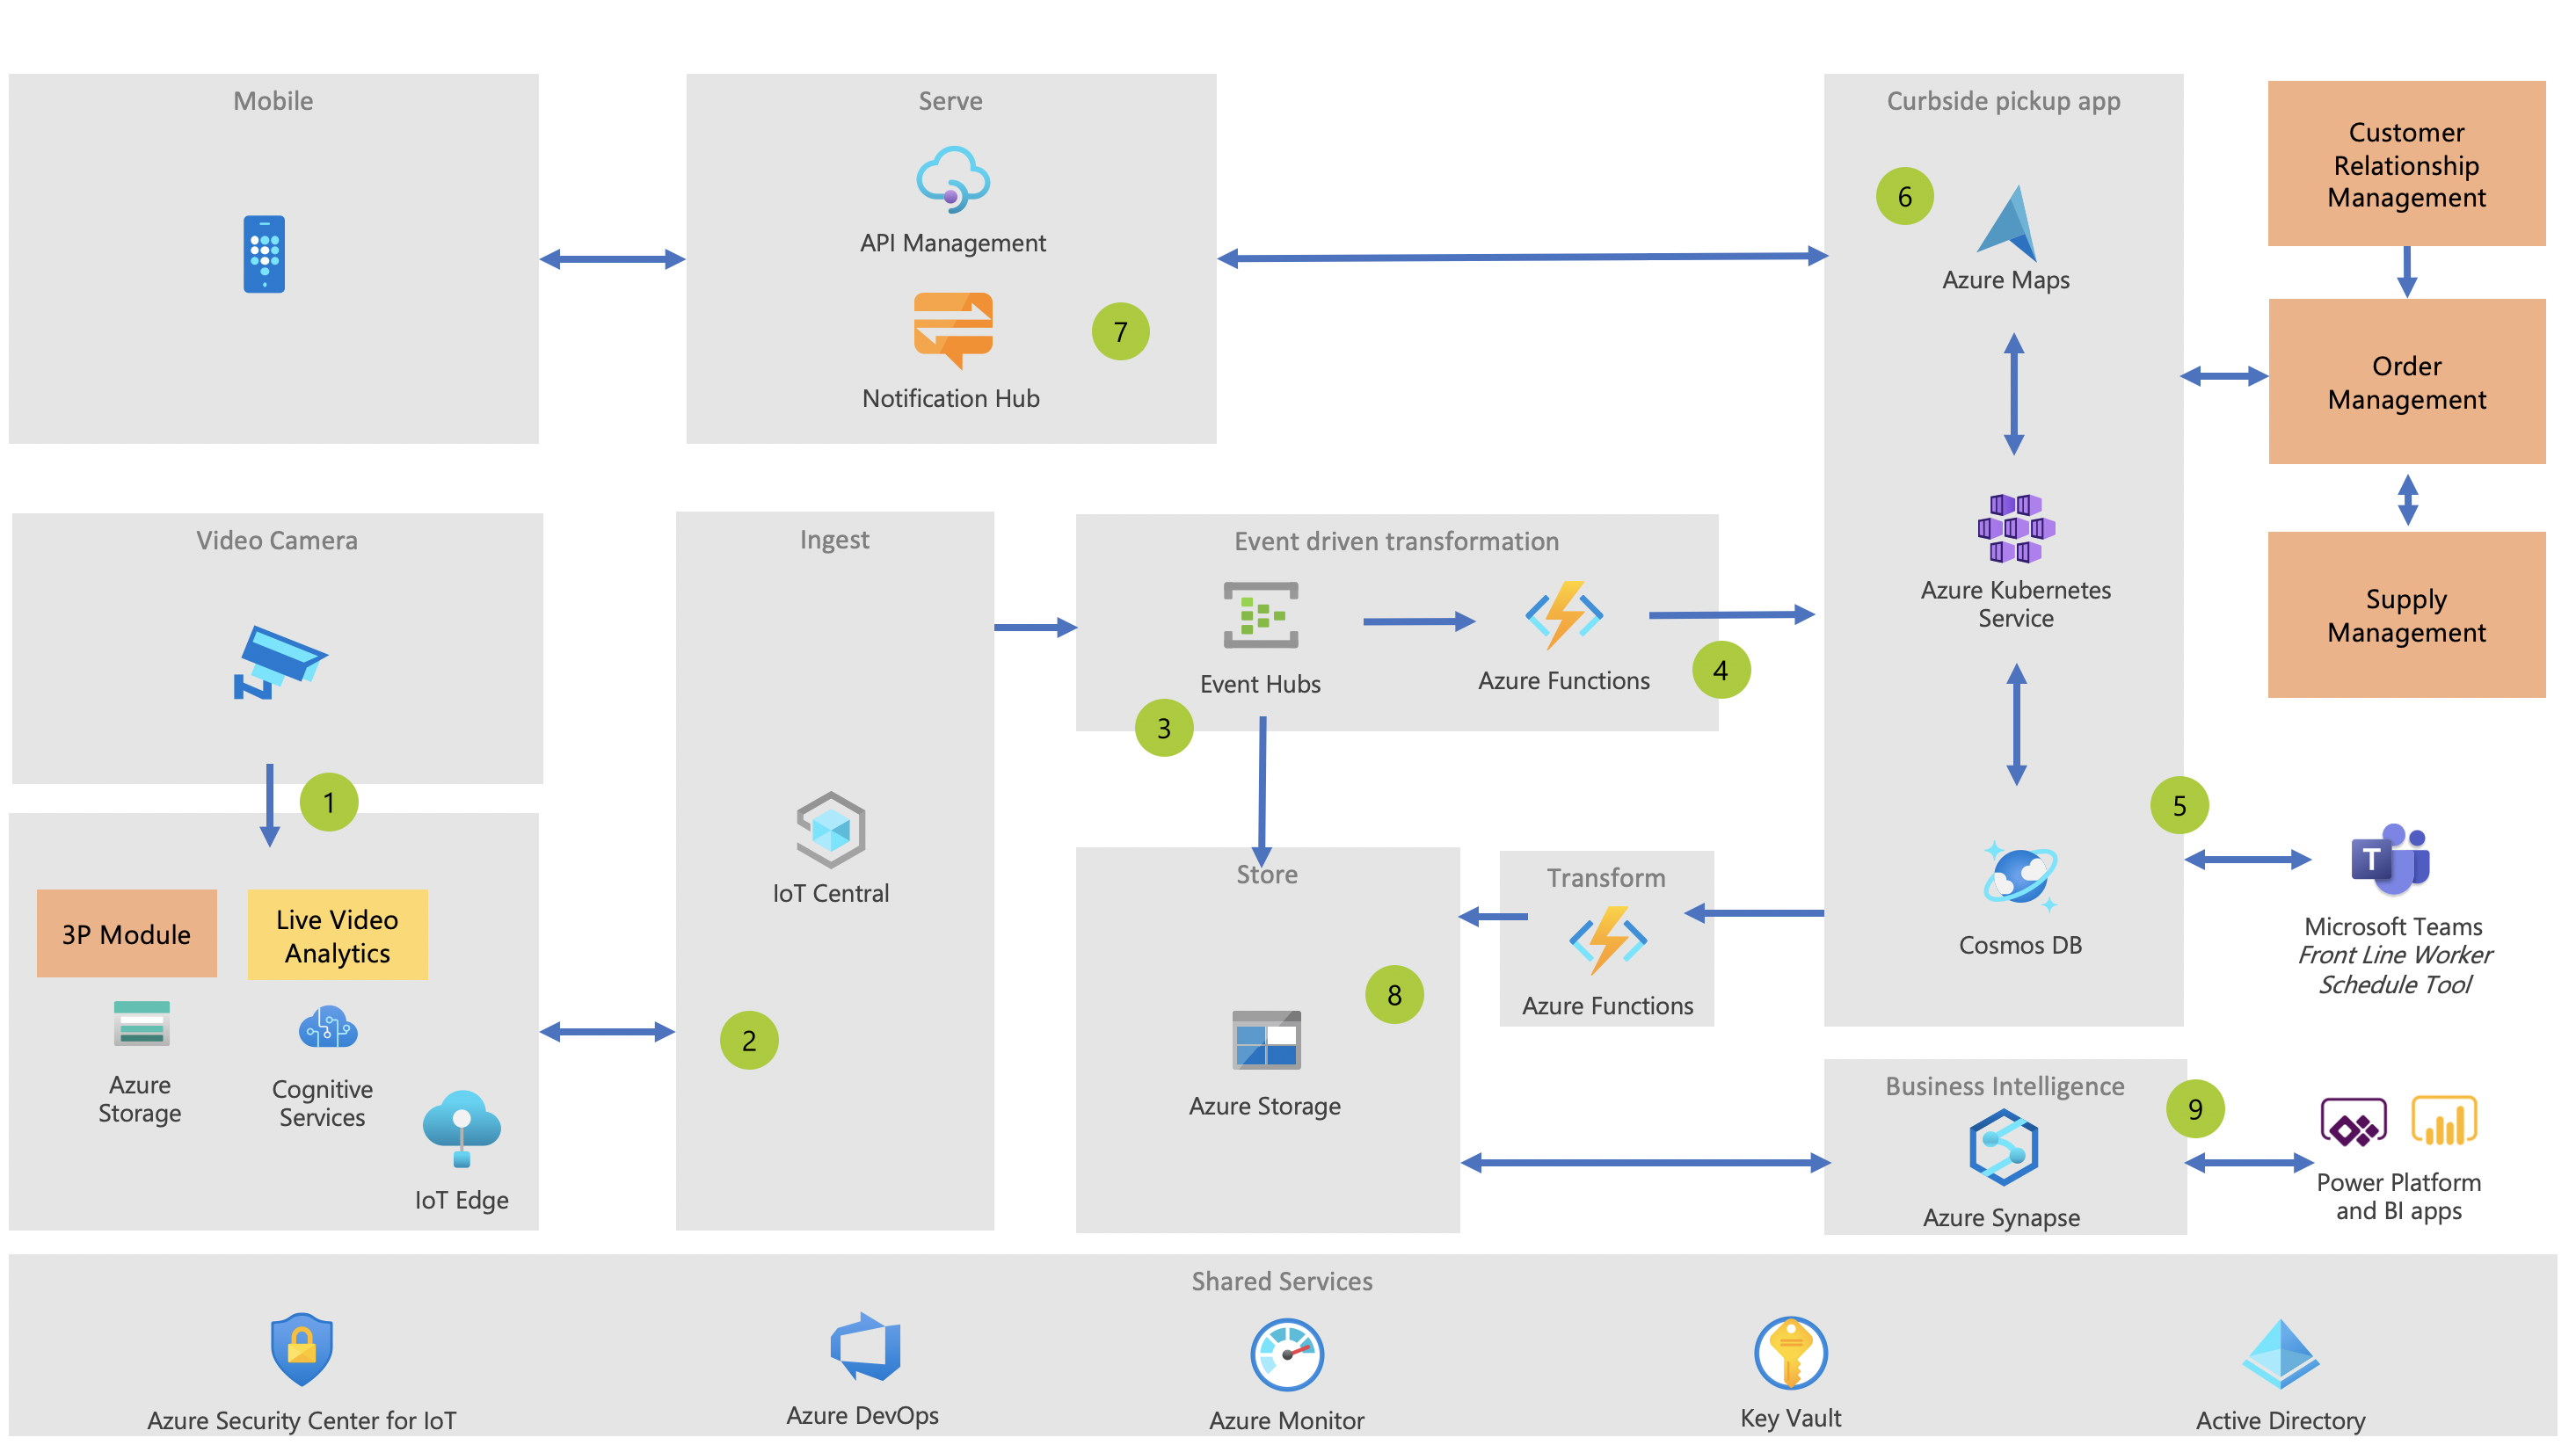 Mobile
Serve
API Management
Notification Hub
7
Curbside pickup app
6
Azure Maps
Azure Kubernetes
Service
Cosmos DB
5
Customer
Relationship
Management
Order
Management
Supply
Management
Video Camera
1
3P Module
Live Video
Analytics
Azure
Storage
Cognitive
Services
IoT Edge
Ingest
IoT Central
2
Event driven transformation
Event Hubs
Azure Functions
3
4
Store
8
Azure Storage
Transform
Azure Functions
T
Microsoft Teams
Front Line Worker
Schedule Tool
Business Intelligence
9
Azure Synapse
Power Platform
and BI apps
Shared Services
Azure Security Center for IoT
Azure DevOps
Azure Monitor
Key Vault
Active Directory